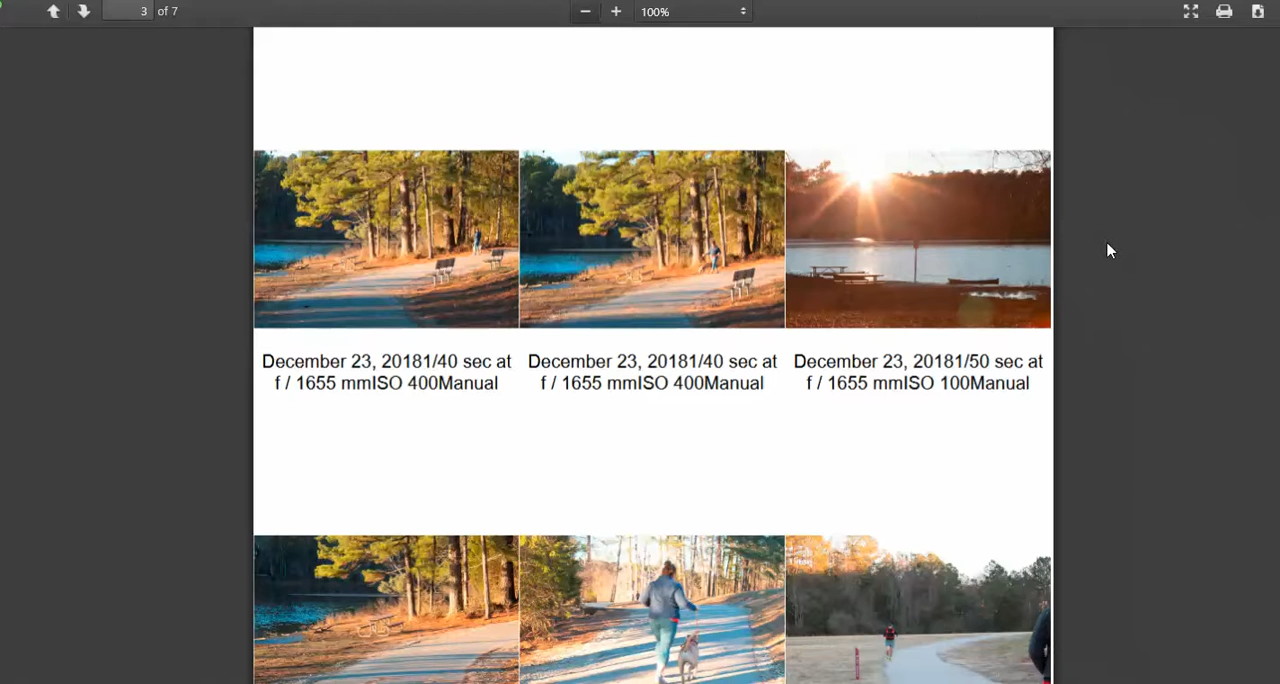 3 of 7
100%
December 23, 20181/40 sec at
f / 1655 mmISO 400Manual
December 23, 20181/40 sec at
f / 1655 mmISO 400Manual
December 23, 20181/50 sec at
f / 1655 mmISO 100Manual